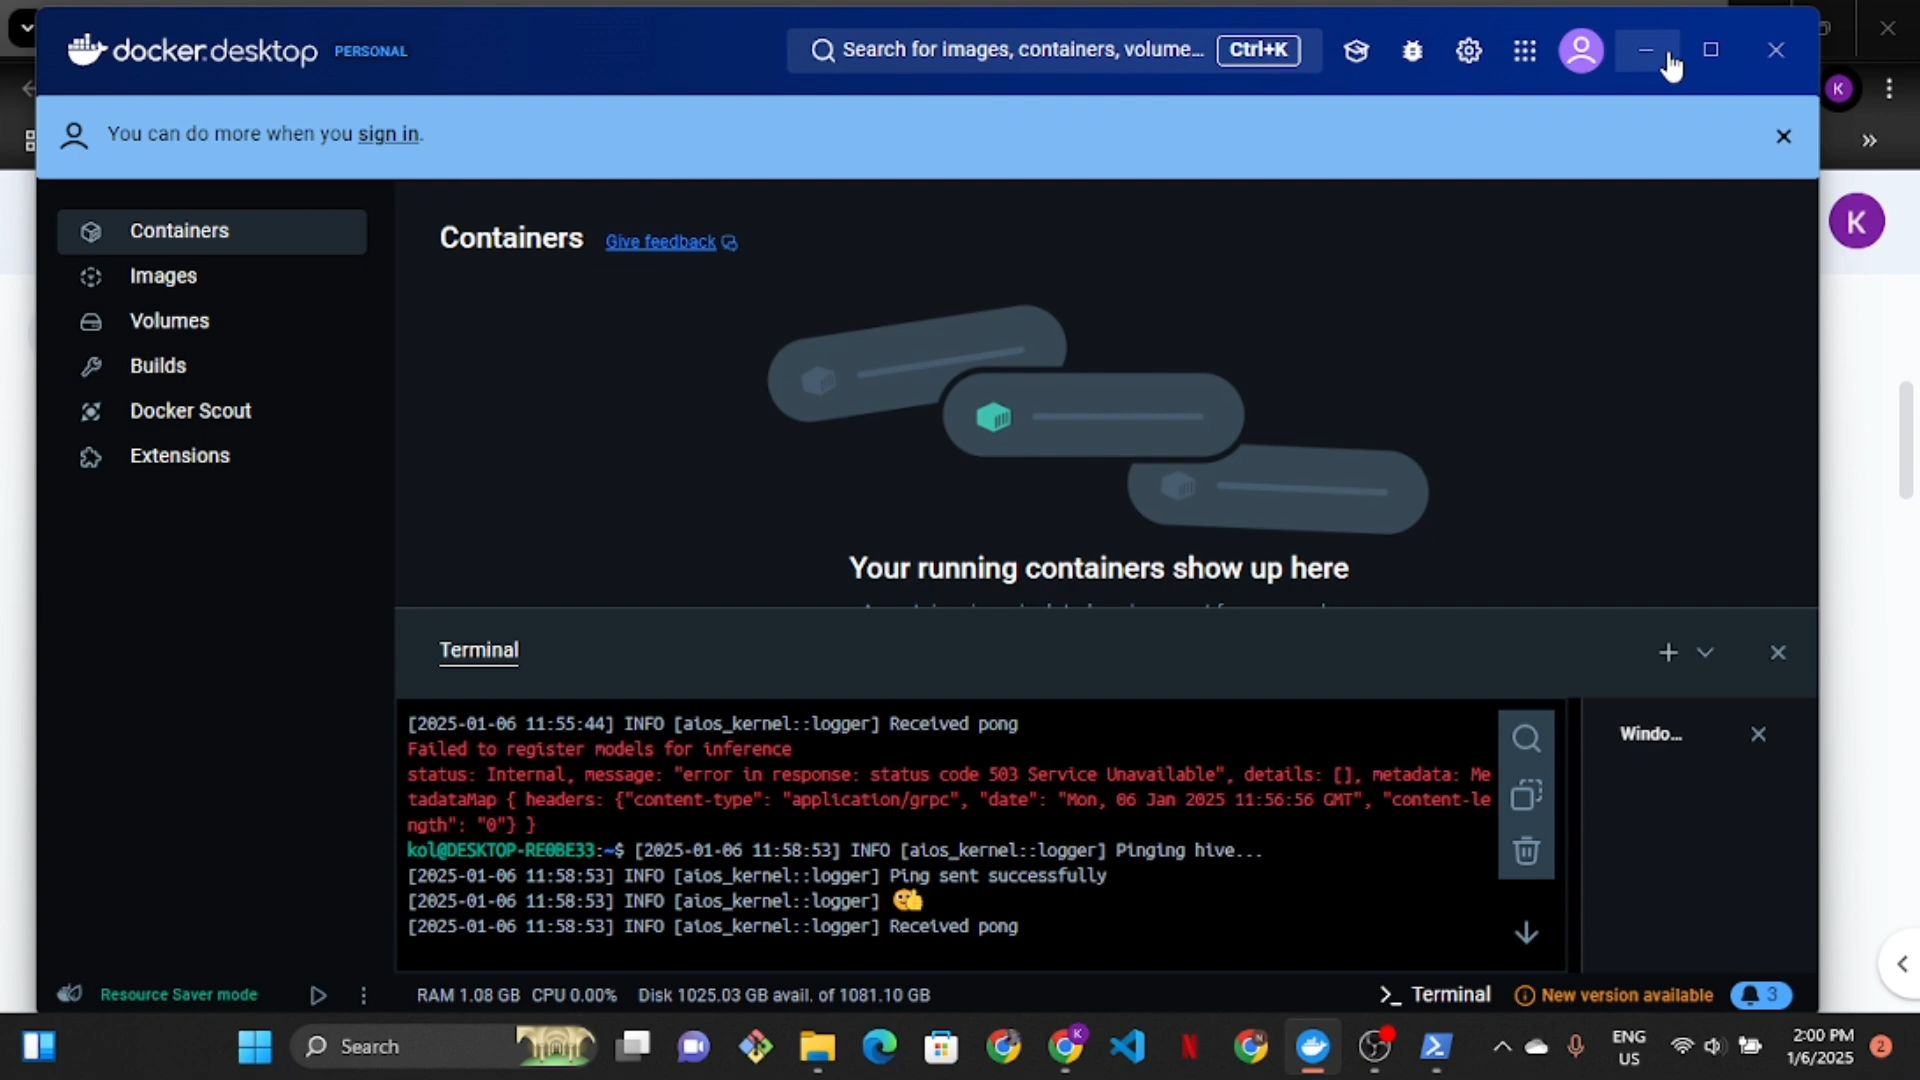 docker.desktop PERSONAL
Search for images, containers, volume... Ctrl+K
K
You can do more when you sign in.
Containers
Images
Volumes
Builds
Docker Scout
Extensions
Containers Give feedback
K
Your running containers show up here
Terminal
[2025-01-06 11:55:44] INFO [aios_kernel::logger] Received pong
Failed to register models for inference
status: Internal, message: "error in response: status code 503 Service Unavailable", details: [], metadata: Me
tadataMap { headers: {"content-type": "application/grpc", "date": "Mon, 06 Jan 2025 11:56:56 GMT", "content-le
ngth": "0"} }
kol@DESKTOP-RE0BE33:~$ [2025-01-06 11:58:53] INFO [aios_kernel::logger] Pinging hive...
[2025-01-06 11:58:53] INFO [aios_kernel::logger] Ping sent successfully
[2025-01-06 11:58:53] INFO [aios_kernel::logger] 🫡👍
[2025-01-06 11:58:53] INFO [aios_kernel::logger] Received pong
Windo...
Resource Saver mode
RAM 1.08 GB CPU 0.00% Disk 1025.03 GB avail. of 1081.10 GB
>_ Terminal
New version available
3
Search
K
N
ENG
US
2:00 PM
1/6/2025
2